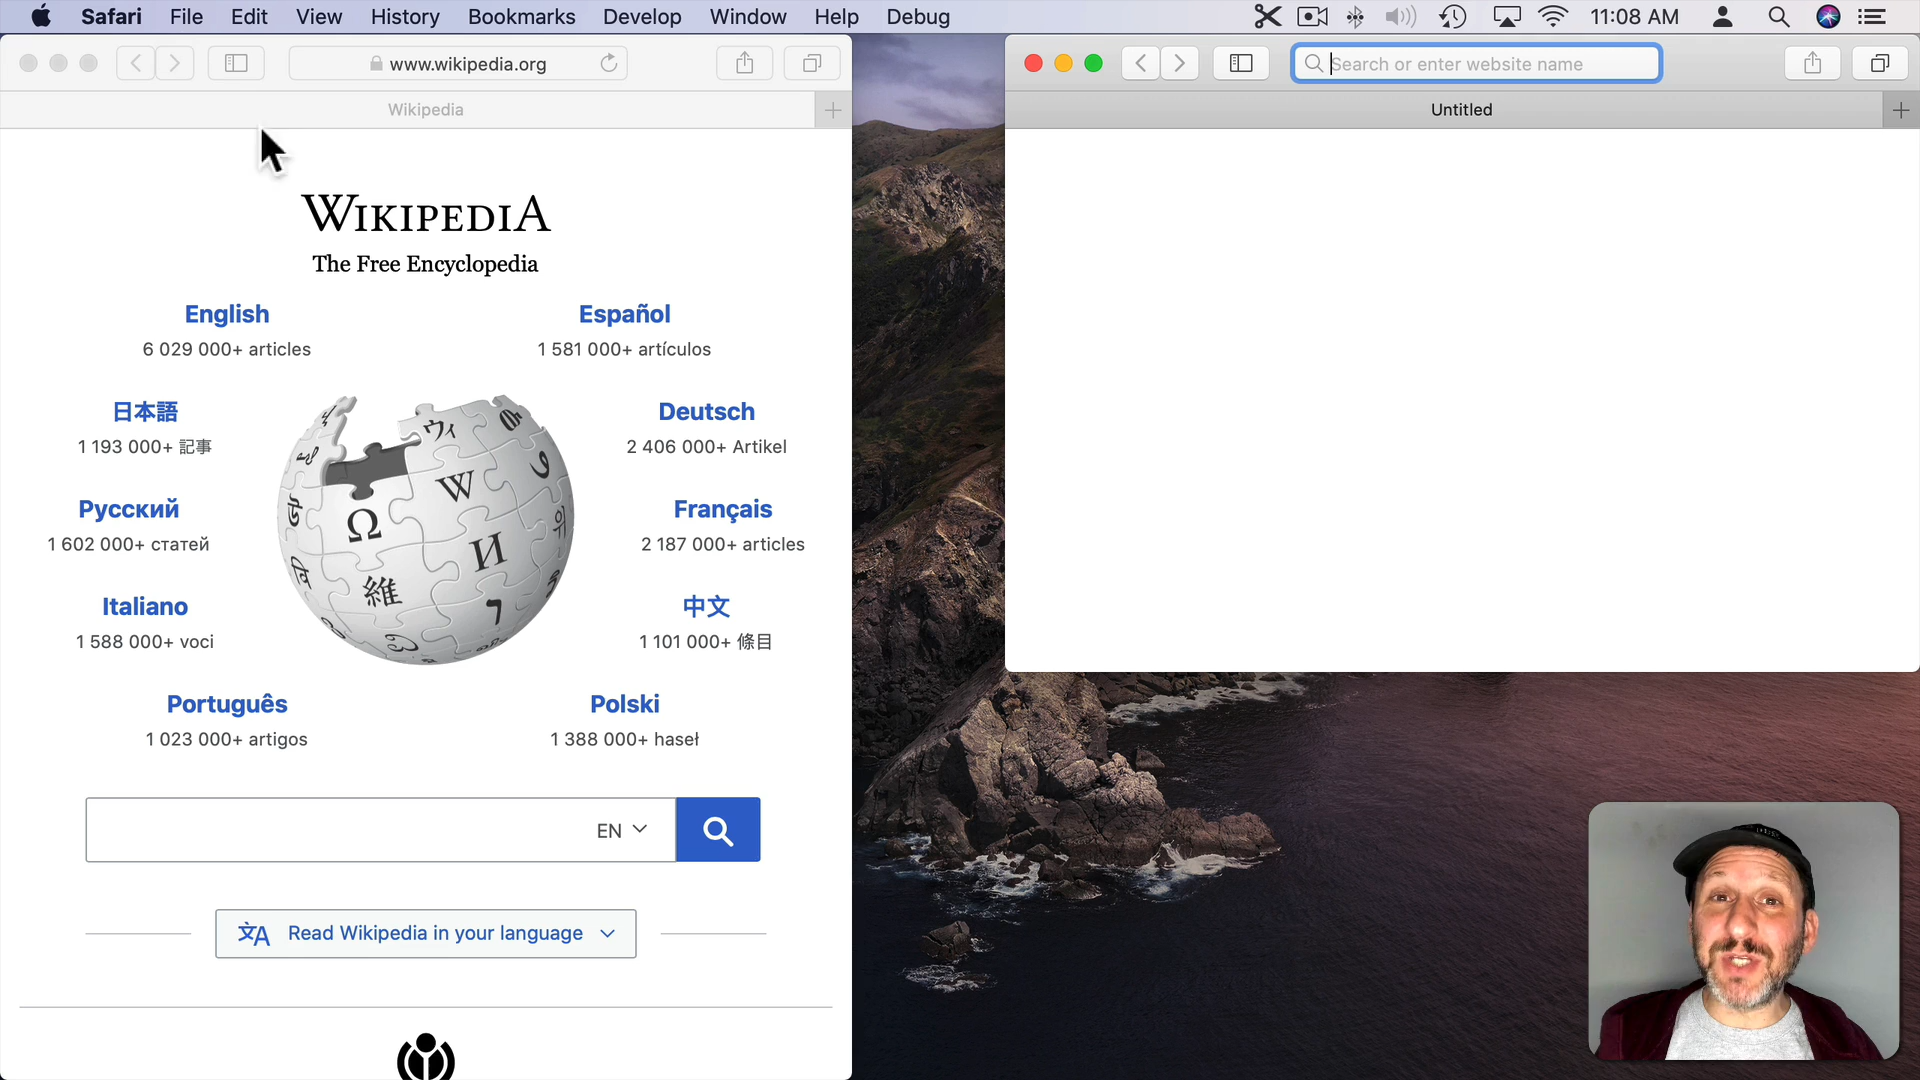 Safari File Edit View History Bookmarks Develop Window Help Debug 11:08 AM
www.wikipedia.org
Wikipedia
WIKIPEDIA
The Free Encyclopedia
English
6 029 000+ articles
Español
1 581 000+ artículos
日本語
1 193 000+ 記事
Deutsch
2 406 000+ Artikel
Русский
1 602 000+ статей
Français
2 187 000+ articles
Italiano
1 588 000+ voci
中文
1 101 000+ 條目
Português
1 023 000+ artigos
Polski
1 388 000+ haseł
Ω
W
И
維
ウィ
EN
Read Wikipedia in your language
Search or enter website name
Untitled